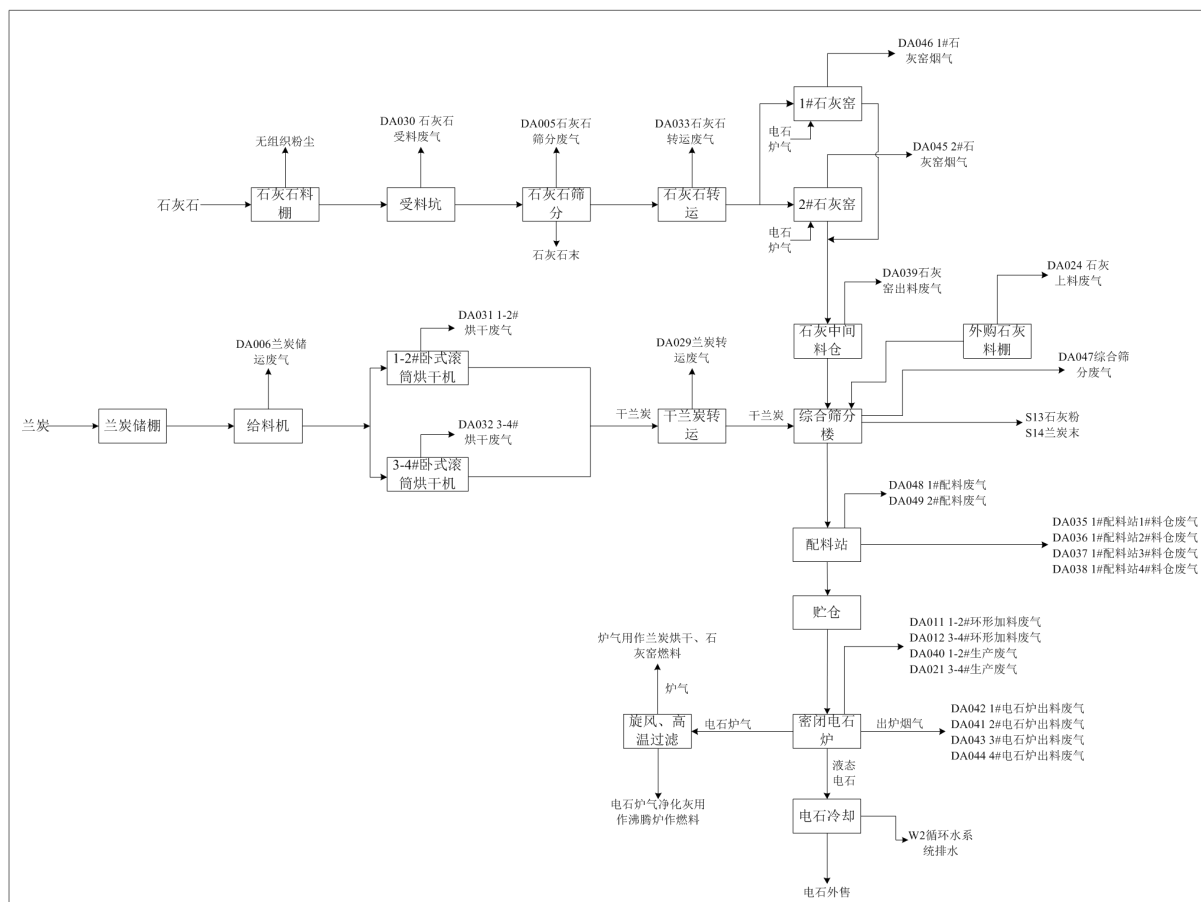 DA046 1#石
灰窑烟气
1#石灰窑
电石
炉气
DA030 石灰石
受料废气
DA005石灰石
筛分废气
DA033石灰石
转运废气
无组织粉尘
DA045 2#石
灰窑烟气
石灰石
石灰石料
棚
受料坑
石灰石筛
分
石灰石转
运
2#石灰窑
电石
炉气
石灰石末
DA039石灰
窑出料废气
DA024 石灰
上料废气
DA031 1-2#
烘干废气
石灰中间
料仓
外购石灰
料棚
DA006兰炭储
运废气
1-2#卧式滚
筒烘干机
DA029兰炭转
运废气
DA047综合筛
分废气
兰炭
兰炭储棚
给料机
干兰炭
干兰炭转
运
干兰炭
综合筛分
楼
S13石灰粉
S14兰炭末
DA032 3-4#
烘干废气
3-4#卧式滚
筒烘干机
DA048 1#配料废气
DA049 2#配料废气
配料站
DA035 1#配料站1#料仓废气
DA036 1#配料站2#料仓废气
DA037 1#配料站3#料仓废气
DA038 1#配料站4#料仓废气
贮仓
DA011 1-2#环形加料废气
DA012 3-4#环形加料废气
DA040 1-2#生产废气
DA021 3-4#生产废气
炉气用作兰炭烘干、石
灰窑燃料
炉气
旋风、高
温过滤
电石炉气
密闭电石
炉
出炉烟气
DA042 1#电石炉出料废气
DA041 2#电石炉出料废气
DA043 3#电石炉出料废气
DA044 4#电石炉出料废气
液态
电石
电石炉气净化灰用
作沸腾炉作燃料
电石冷却
W2循环水系
统排水
电石外售